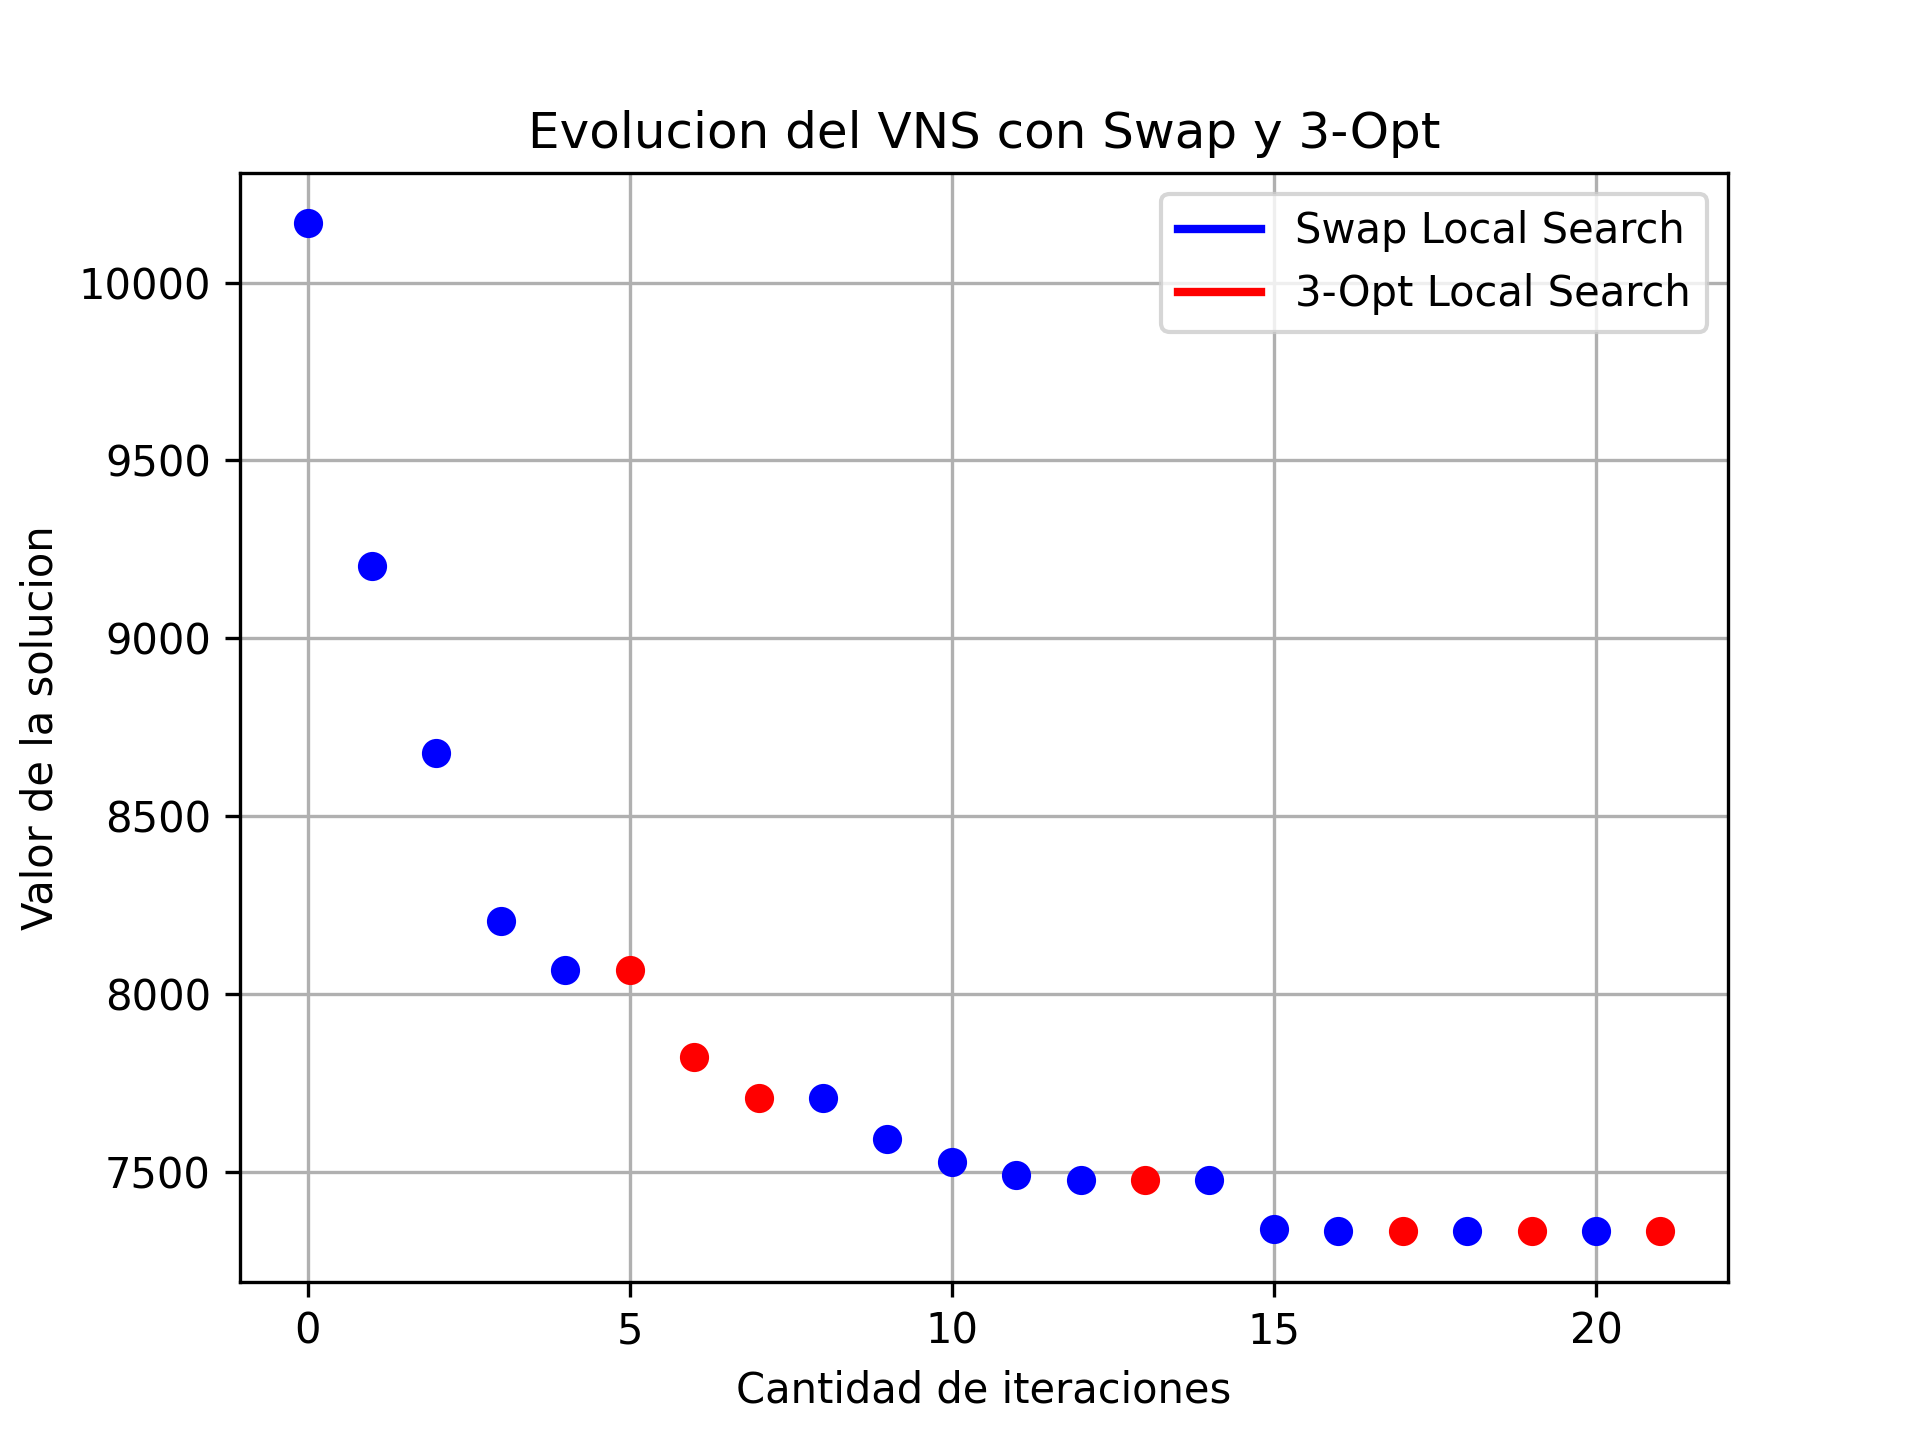 Evolucion del VNS con Swap y 3-Opt
Swap Local Search
3-Opt Local Search
Valor de la solucion
10000
9500
9000
8500
8000
7500
0 5 10 15 20
Cantidad de iteraciones